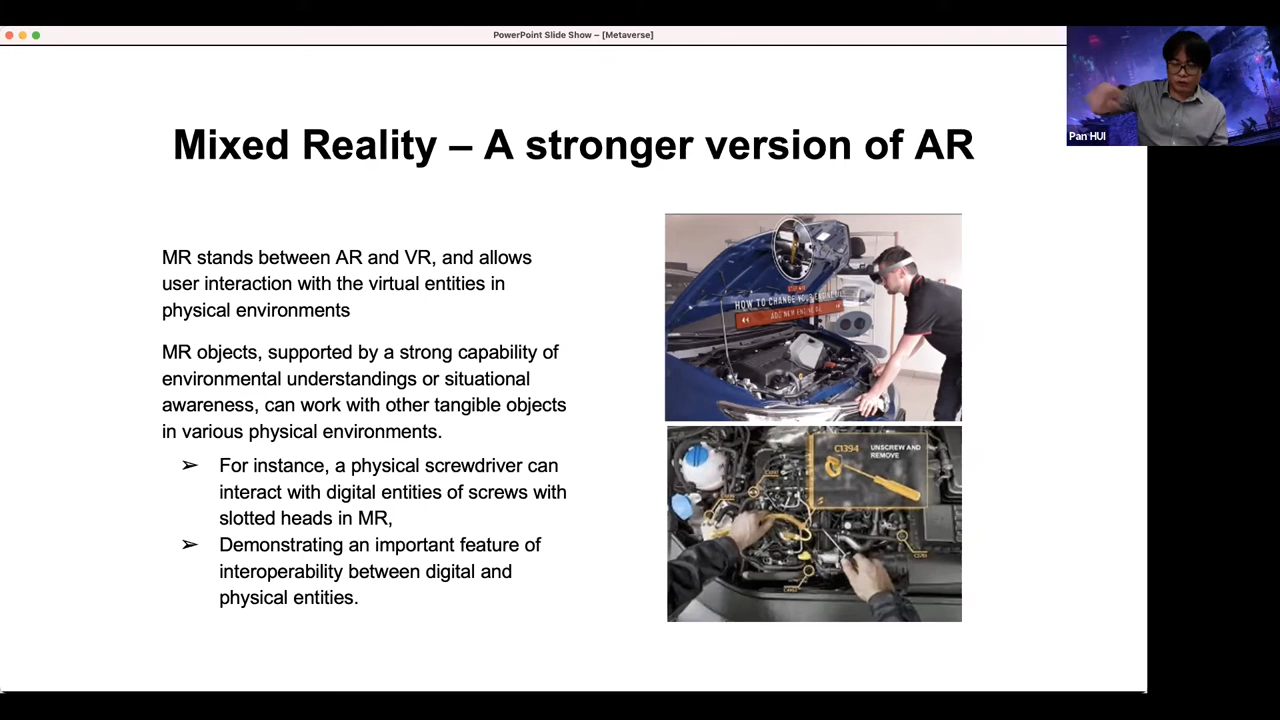 PowerPoint Slide Show – [Metaverse]
Pan HUI
Mixed Reality – A stronger version of AR
MR stands between AR and VR, and allows
user interaction with the virtual entities in
physical environments
MR objects, supported by a strong capability of
environmental understandings or situational
awareness, can work with other tangible objects
in various physical environments.
➢ For instance, a physical screwdriver can
interact with digital entities of screws with
slotted heads in MR,
➢ Demonstrating an important feature of
interoperability between digital and
physical entities.
HOW TO CHANGE YOUR ENGINE OIL
ADD NEW ENGINE OIL
C1394
UNSCREW AND
REMOVE